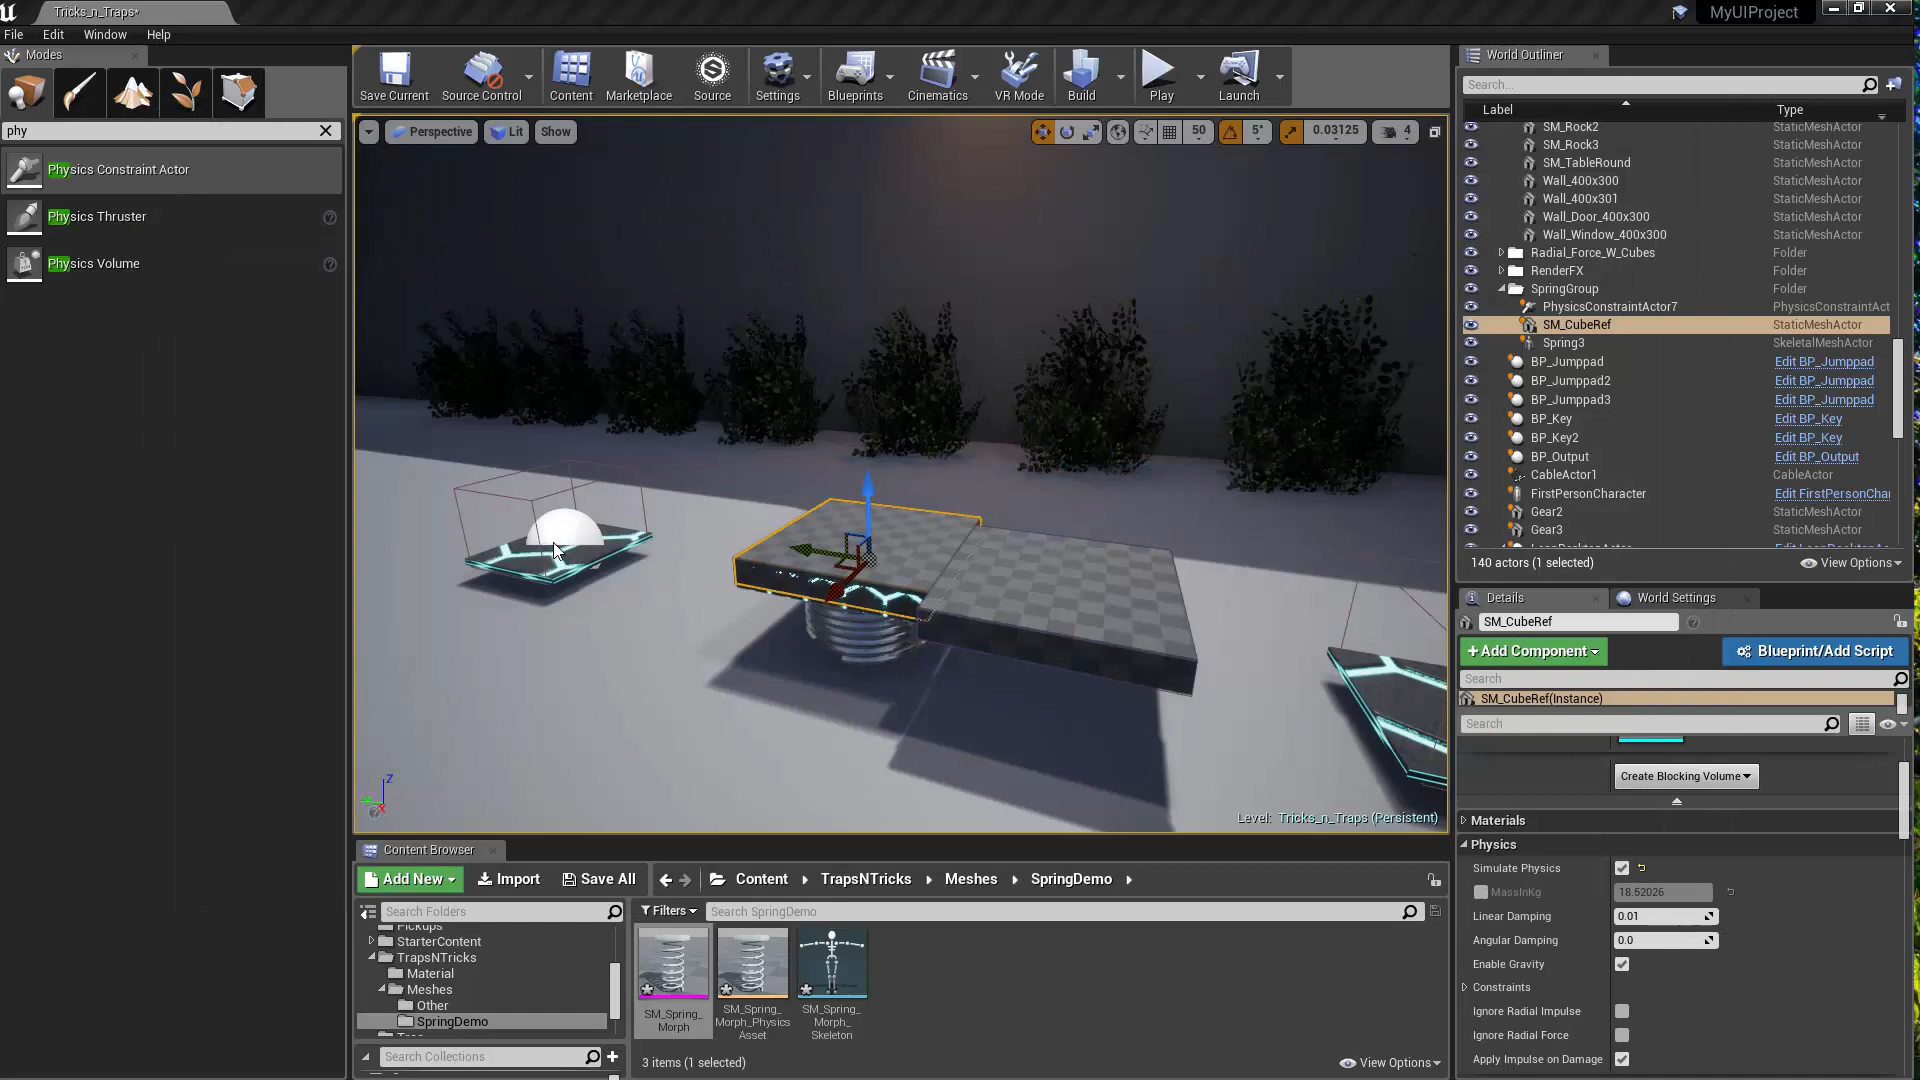 Tricks_n_Traps*
MyUIProject
File
Edit
Window
Help
Modes
phy
Physics Constraint Actor
Physics Thruster
Physics Volume
Save Current
Source Control
Content
Marketplace
Source
Settings
Blueprints
Cinematics
VR Mode
Build
Play
Launch
Perspective
Lit
Show
50
5°
0.03125
4
Z
X
Level: Tricks_n_Traps (Persistent)
World Outliner
Search...
Label
Type
SM_Rock2 StaticMeshActor
SM_Rock3 StaticMeshActor
SM_TableRound StaticMeshActor
Wall_400x300 StaticMeshActor
Wall_400x301 StaticMeshActor
Wall_Door_400x300 StaticMeshActor
Wall_Window_400x300 StaticMeshActor
Radial_Force_W_Cubes Folder
RenderFX Folder
SpringGroup Folder
PhysicsConstraintActor7 PhysicsConstraintAct
SM_CubeRef StaticMeshActor
Spring3 SkeletalMeshActor
BP_Jumppad Edit BP_Jumppad
BP_Jumppad2 Edit BP_Jumppad
BP_Jumppad3 Edit BP_Jumppad
BP_Key Edit BP_Key
BP_Key2 Edit BP_Key
BP_Output Edit BP_Output
CableActor1 CableActor
FirstPersonCharacter Edit FirstPersonChar
Gear2 StaticMeshActor
Gear3 StaticMeshActor
140 actors (1 selected)
View Options
Details
World Settings
SM_CubeRef
+Add Component
Blueprint/Add Script
Search
SM_CubeRef(Instance)
Search
Create Blocking Volume
Materials
Physics
Simulate Physics
MassInKg 18.52026
Linear Damping 0.01
Angular Damping 0.0
Enable Gravity
Constraints
Ignore Radial Impulse
Ignore Radial Force
Apply Impulse on Damage
Content Browser
Add New
Import
Save All
Content
TrapsNTricks
Meshes
SpringDemo
Search Folders
Filters
Search SpringDemo
Pickups
StarterContent
TrapsNTricks
Material
Meshes
Other
SpringDemo
Search Collections
SM_Spring_
Morph
SM_Spring_
Morph_Physics
Asset
SM_Spring_
Morph_
Skeleton
3 items (1 selected)
View Options